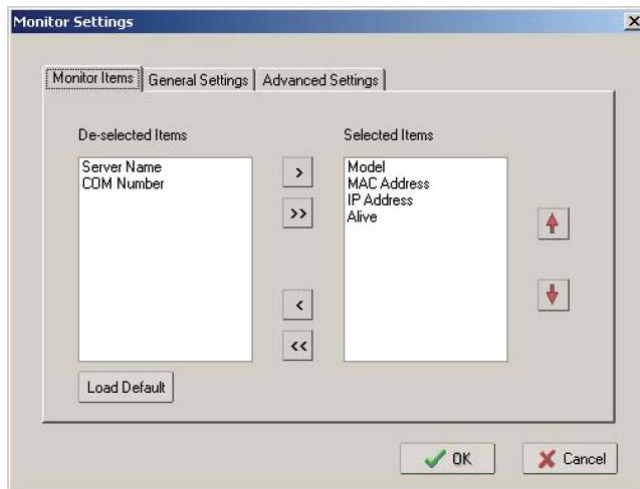 Monitor Settings
Monitor Items General Settings Advanced Settings
De-selected Items Selected Items
Server Name
COM Number
>
>>
<
<<
Model
MAC Address
IP Address
Alive
Load Default
OK Cancel